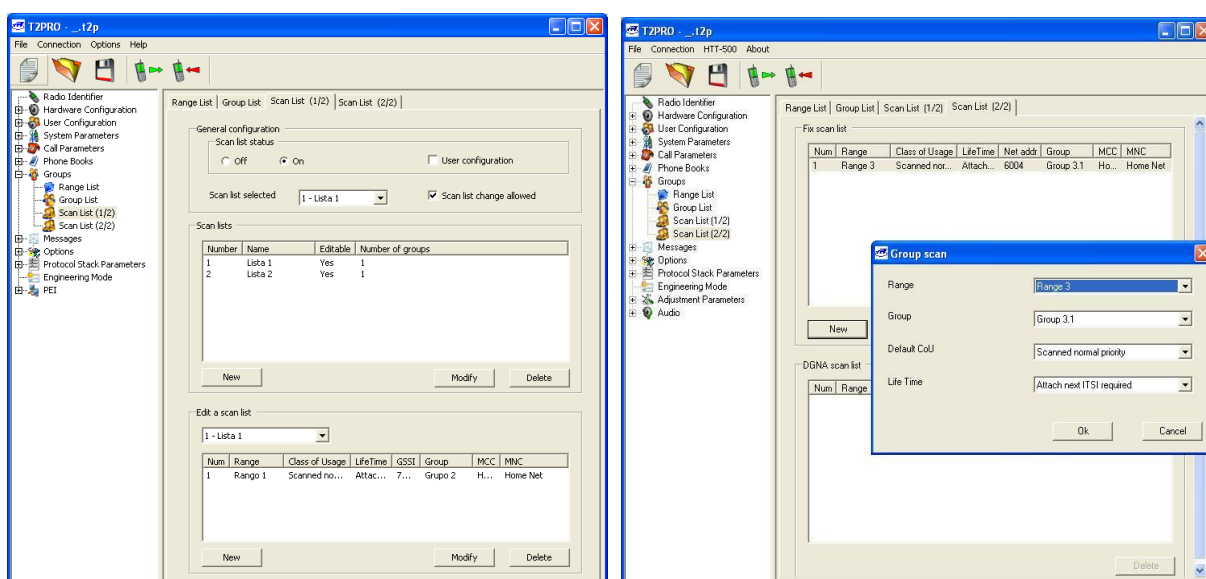 T2PRO - _.t2p
File Connection Options Help
Radio Identifier
Hardware Configuration
User Configuration
System Parameters
Call Parameters
Phone Books
Groups
Range List
Group List
Scan List (1/2)
Scan List (2/2)
Messages
Options
Protocol Stack Parameters
Engineering Mode
PEI
Range List Group List Scan List (1/2) Scan List (2/2)
General configuration
Scan list status
Off On User configuration
Scan list selected 1 - Lista 1 Scan list change allowed
Scan lists
Number Name Editable Number of groups
1 Lista 1 Yes 1
2 Lista 2 Yes 1
New Modify Delete
Edit a scan list
1 - Lista 1
Num Range Class of Usage LifeTime GSSI Group MCC MNC
1 Rango 1 Scanned no... Attac... 7... Grupo 2 H... Home Net
New Modify Delete
T2PRO - _.t2p
File Connection HTT-500 About
Radio Identifier
Hardware Configuration
User Configuration
System Parameters
Call Parameters
Phone Books
Groups
Range List
Group List
Scan List (1/2)
Scan List (2/2)
Messages
Options
Protocol Stack Parameters
Engineering Mode
Adjustment Parameters
Audio
Range List Group List Scan List (1/2) Scan List (2/2)
Fix scan list
Num Range Class of Usage LifeTime Net addr Group MCC MNC
1 Range 3 Scanned nor... Attach... 6004 Group 3.1 Ho... Home Net
New
DGNA scan list
Num Range
Delete
Group scan
Range Range 3
Group Group 3.1
Default CoU Scanned normal priority
Life Time Attach next ITSI required
Ok Cancel